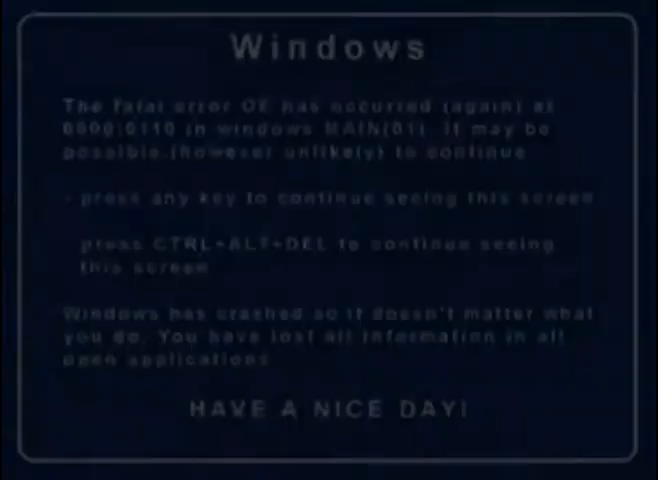 Windows
The fatal error OE has occurred (again) at
0000:0110 in windows MAIN(01). It may be
possible (however unlikely) to continue
- press any key to continue seeing this screen
press CTRL+ALT+DEL to continue seeing
this screen
Windows has crashed so it doesn't matter what
you do. You have lost all information in all
open applications
HAVE A NICE DAY!